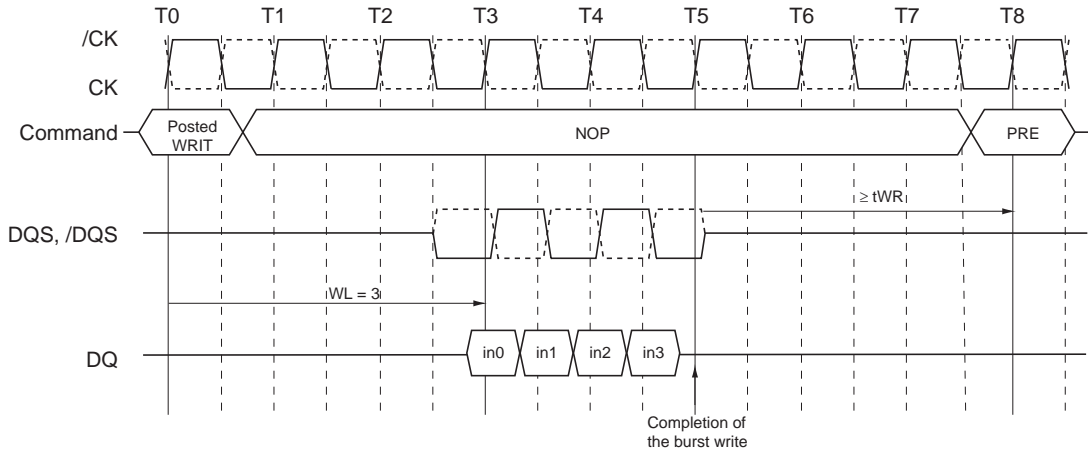 T0 T1 T2 T3 T4 T5 T6 T7 T8
/CK
CK
Command
Posted
WRIT
NOP
PRE
≥ tWR
DQS, /DQS
WL = 3
DQ
in0 in1 in2 in3
Completion of
the burst write